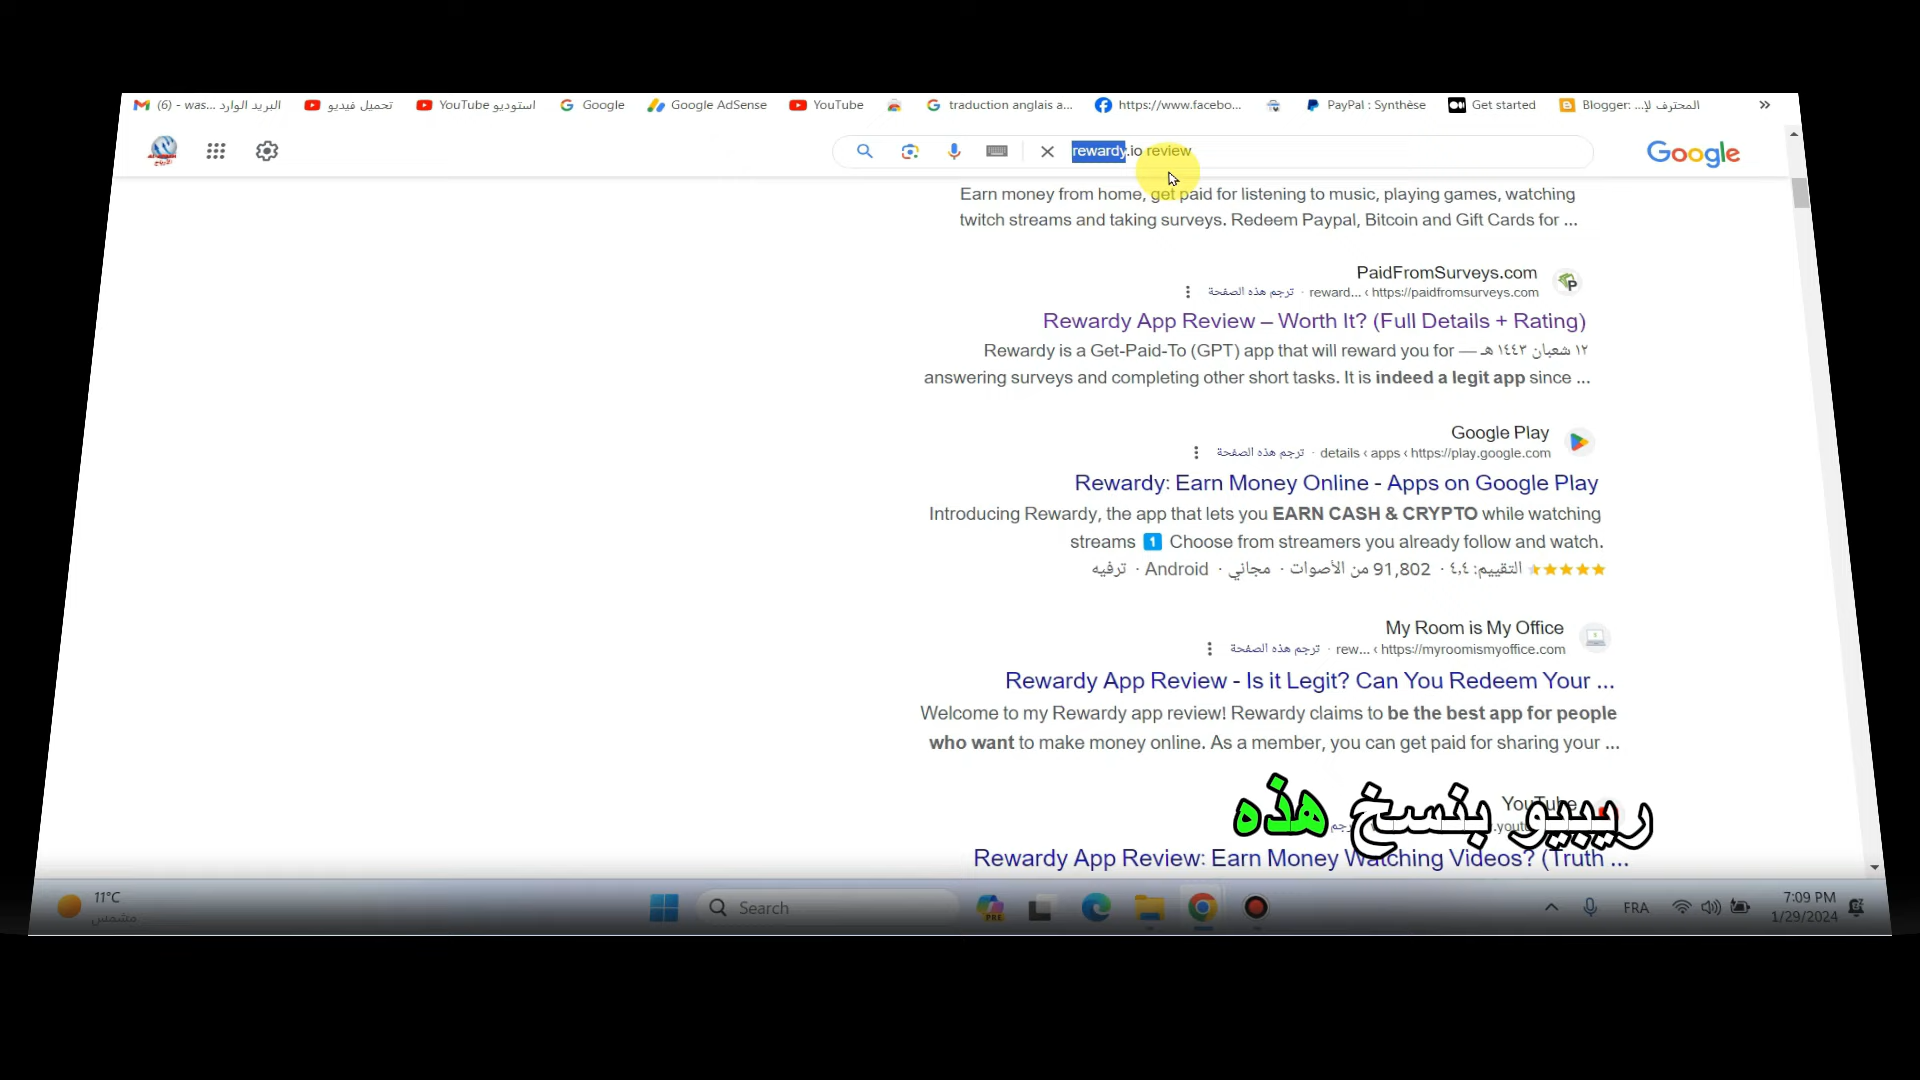 (6) - was... البريد الوارد
تحميل فيديو
استوديو YouTube
Google
Google AdSense
YouTube
traduction anglais a...
https://www.facebo...
PayPal : Synthèse
Get started
Blogger: ...المحترف لإ
»
rewardy.io review
Google
Earn money from home, get paid for listening to music, playing games, watching
twitch streams and taking surveys. Redeem Paypal, Bitcoin and Gift Cards for ...
PaidFromSurveys.com
ترجم هذه الصفحة · reward... › https://paidfromsurveys.com
Rewardy App Review – Worth It? (Full Details + Rating)
Rewardy is a Get-Paid-To (GPT) app that will reward you for — ١٢ شعبان ١٤٤٣ هـ
answering surveys and completing other short tasks. It is indeed a legit app since ...
Google Play
ترجم هذه الصفحة · details › apps › https://play.google.com
Rewardy: Earn Money Online - Apps on Google Play
Introducing Rewardy, the app that lets you EARN CASH & CRYPTO while watching
streams 1 Choose from streamers you already follow and watch.
التقييم: ٤,٤ · 91,802 من الأصوات · مجاني · Android · ترفيه
My Room is My Office
ترجم هذه الصفحة · rew... › https://myroomismyoffice.com
Rewardy App Review - Is it Legit? Can You Redeem Your ...
Welcome to my Rewardy app review! Rewardy claims to be the best app for people
who want to make money online. As a member, you can get paid for sharing your ...
YouTube
ريبيو بنسخ هذه
Rewardy App Review: Earn Money Watching Videos? (Truth ...
11°C
مشمس
Search
PRE
FRA
7:09 PM
1/29/2024